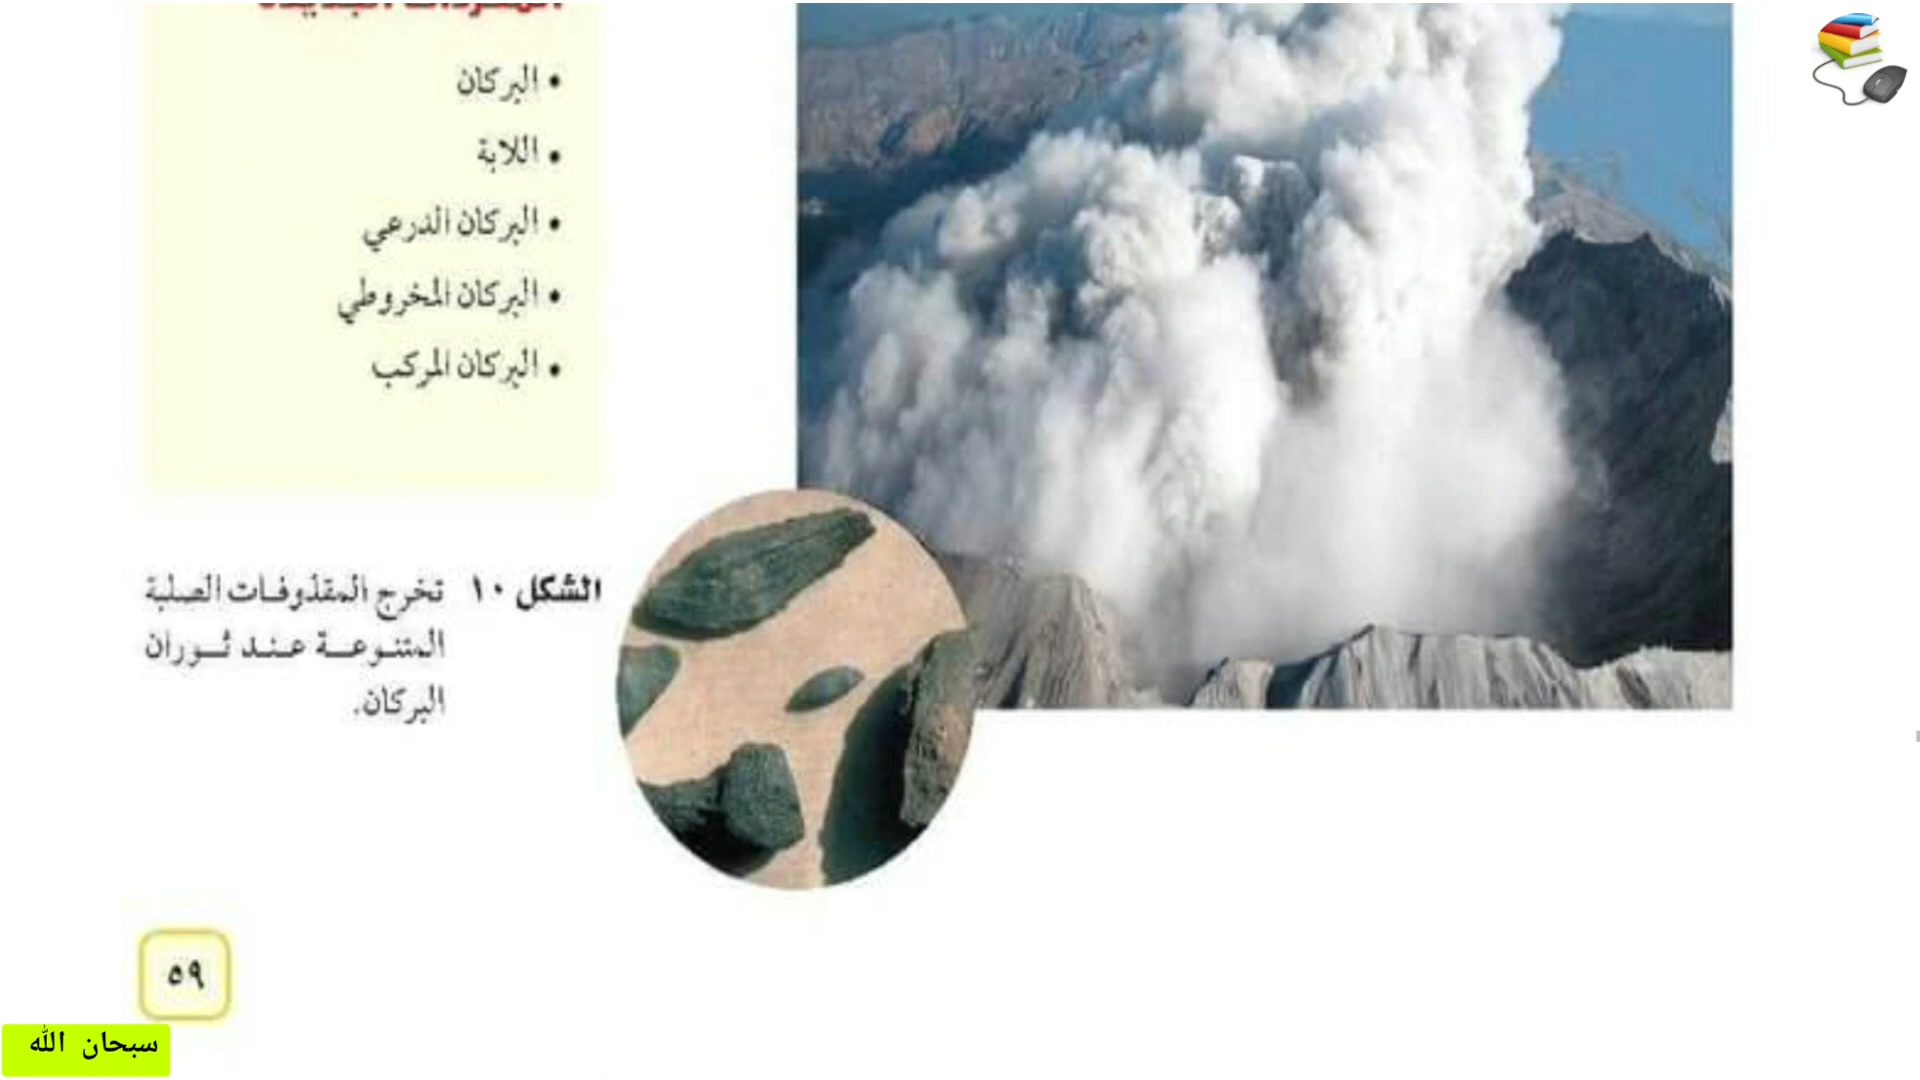 • البركان
• اللابة
• البركان الدرعي
• البركان المخروطي
• البركان المركب
الشكل ١٠ تخرج المقذوفات الصلبة
المتنوعة عند ثوران
البركان.
٥٩
سبحان الله